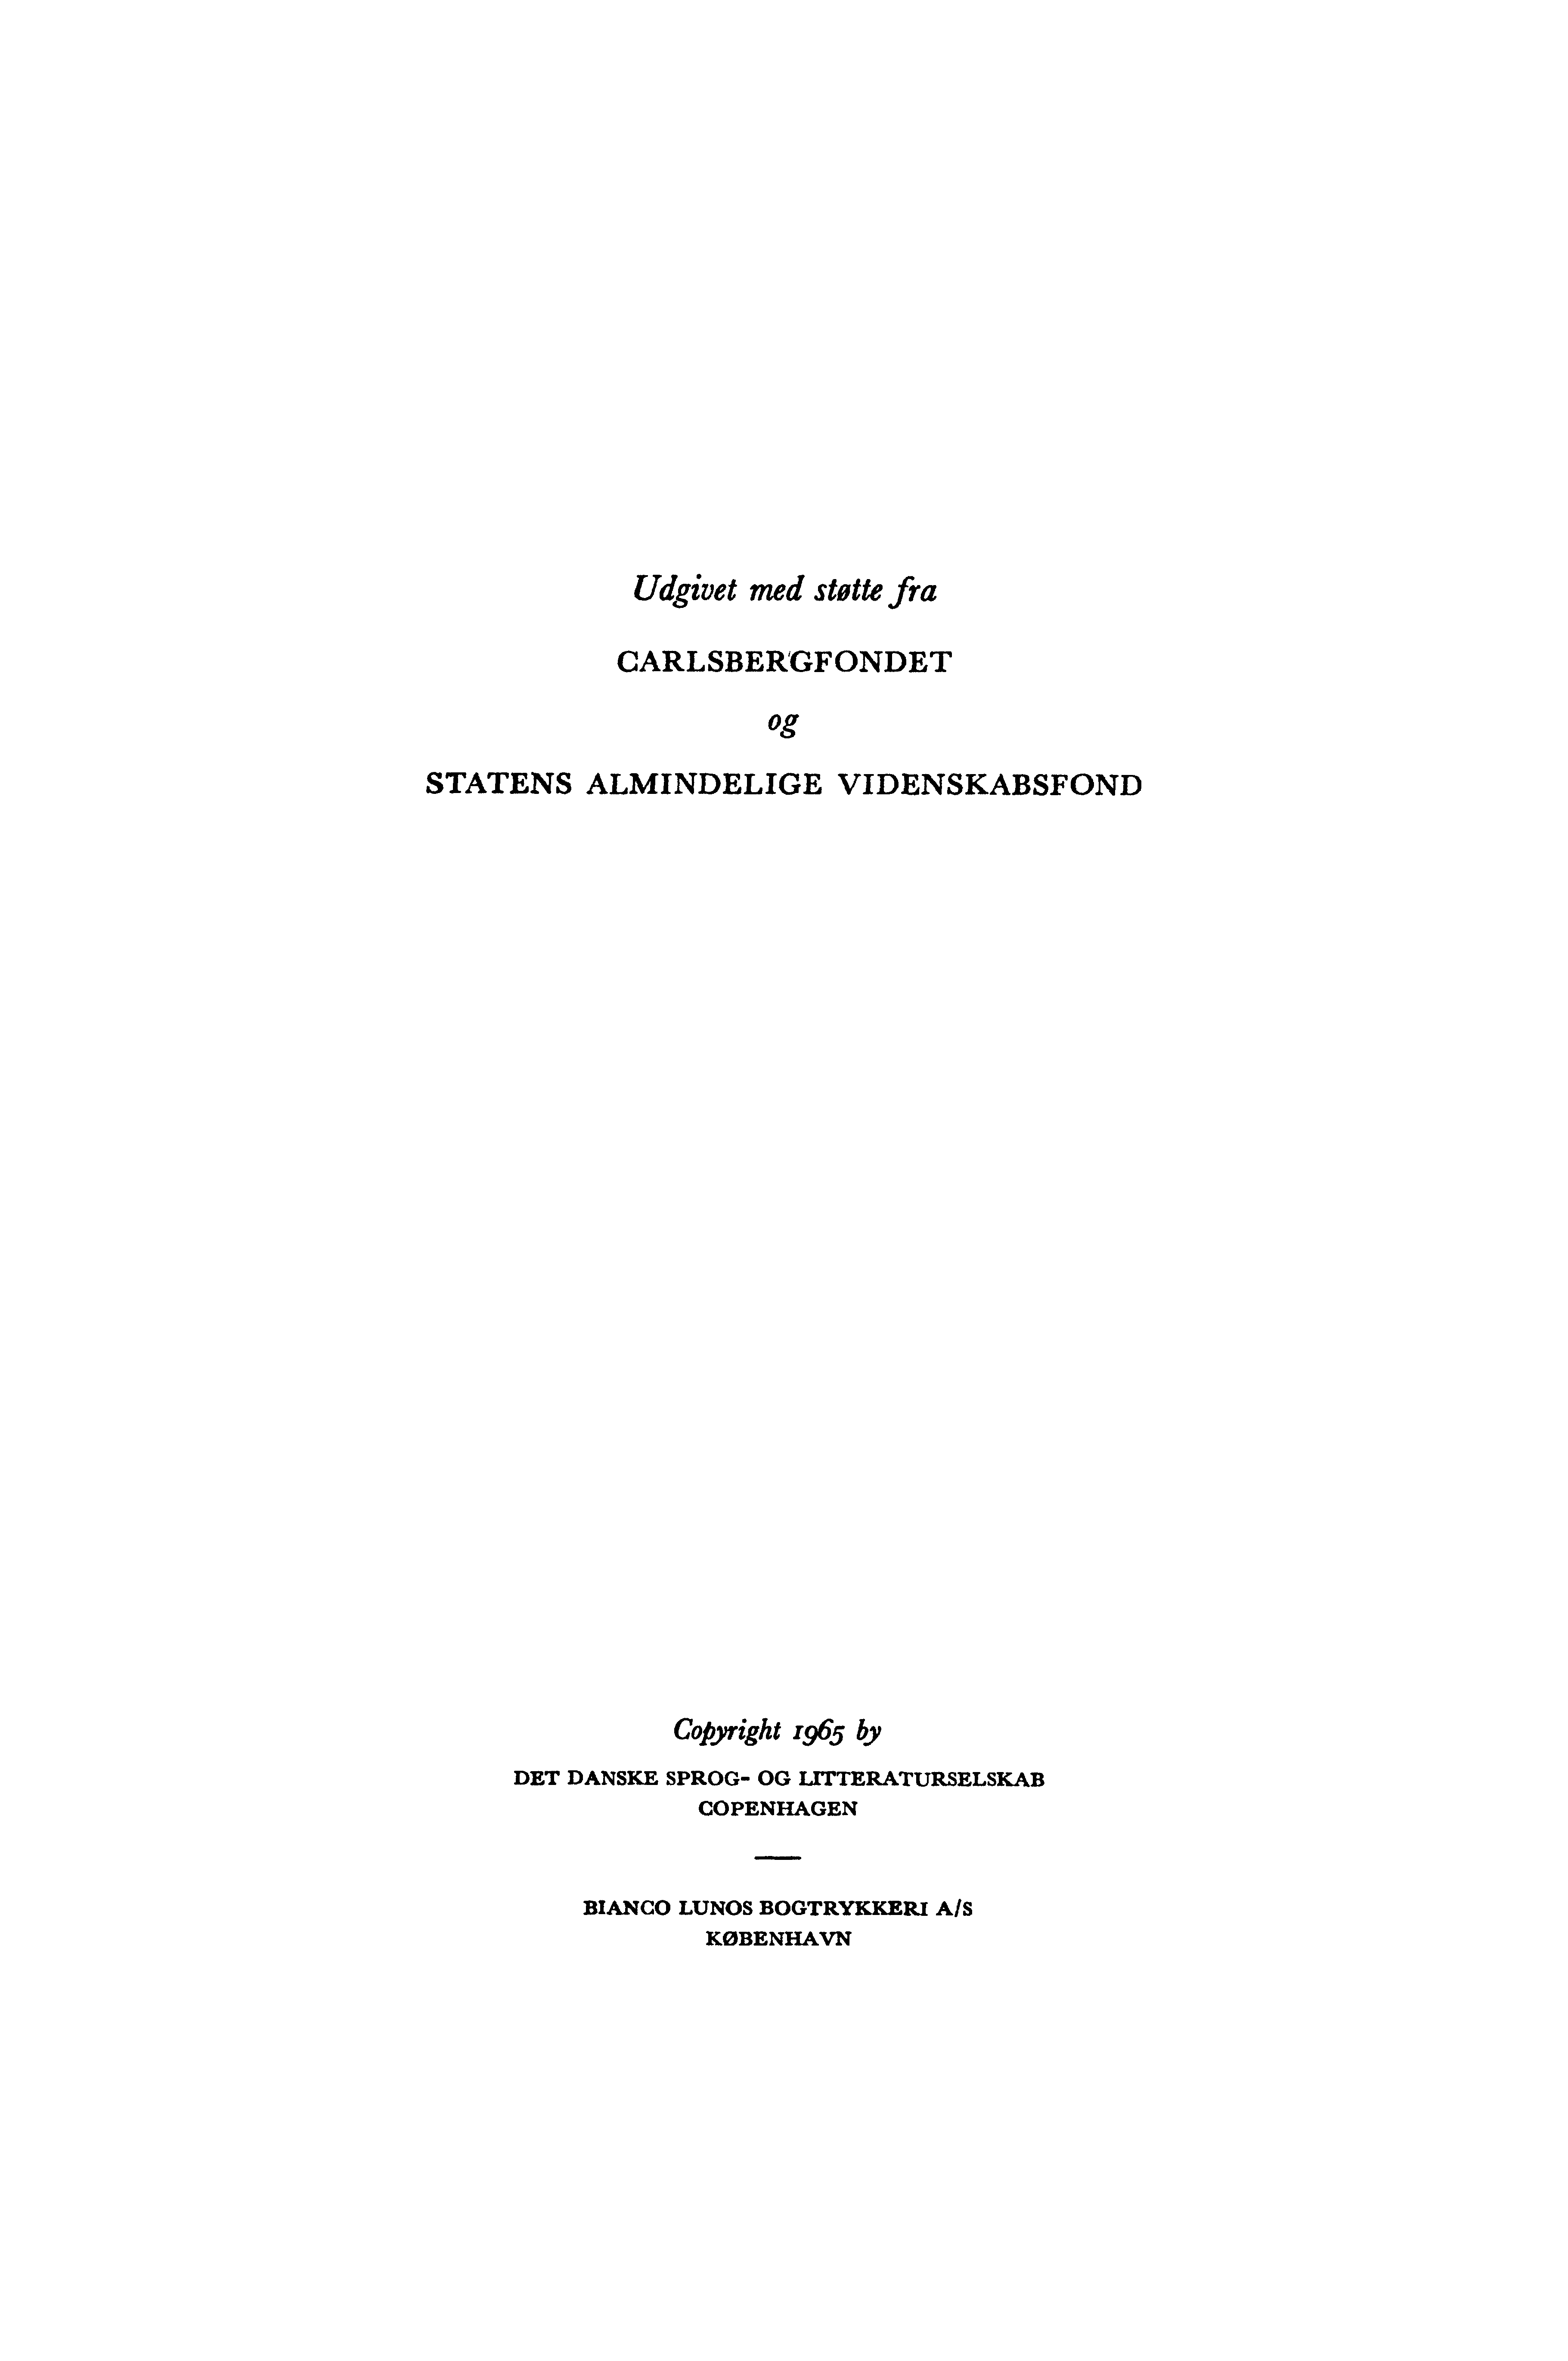 Udgivet med støtte fra
CARLSBERGFONDET
og
STATENS ALMINDELIGE VIDENSKABSFOND
Copyright 1965 by
DET DANSKE SPROG- OG LITTERATURSELSKAB
COPENHAGEN
BIANCO LUNOS BOGTRYKKERI A/S
KØBENHAVN